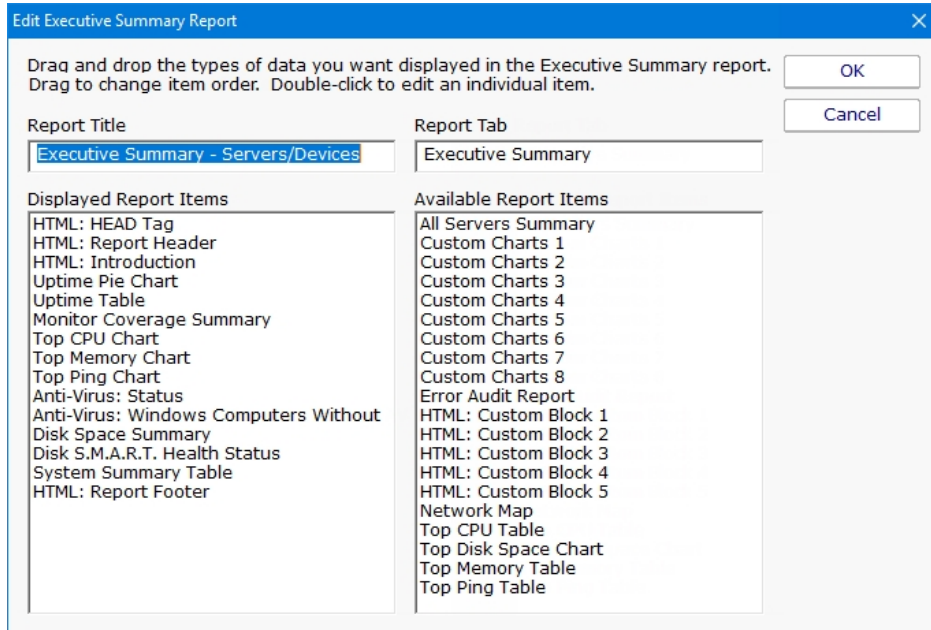 Edit Executive Summary Report
Drag and drop the types of data you want displayed in the Executive Summary report.
Drag to change item order. Double-click to edit an individual item.
OK
Cancel
Report Title
Executive Summary - Servers/Devices
Report Tab
Executive Summary
Displayed Report Items
HTML: HEAD Tag
HTML: Report Header
HTML: Introduction
Uptime Pie Chart
Uptime Table
Monitor Coverage Summary
Top CPU Chart
Top Memory Chart
Top Ping Chart
Anti-Virus: Status
Anti-Virus: Windows Computers Without
Disk Space Summary
Disk S.M.A.R.T. Health Status
System Summary Table
HTML: Report Footer
Available Report Items
All Servers Summary
Custom Charts 1
Custom Charts 2
Custom Charts 3
Custom Charts 4
Custom Charts 5
Custom Charts 6
Custom Charts 7
Custom Charts 8
Error Audit Report
HTML: Custom Block 1
HTML: Custom Block 2
HTML: Custom Block 3
HTML: Custom Block 4
HTML: Custom Block 5
Network Map
Top CPU Table
Top Disk Space Chart
Top Memory Table
Top Ping Table